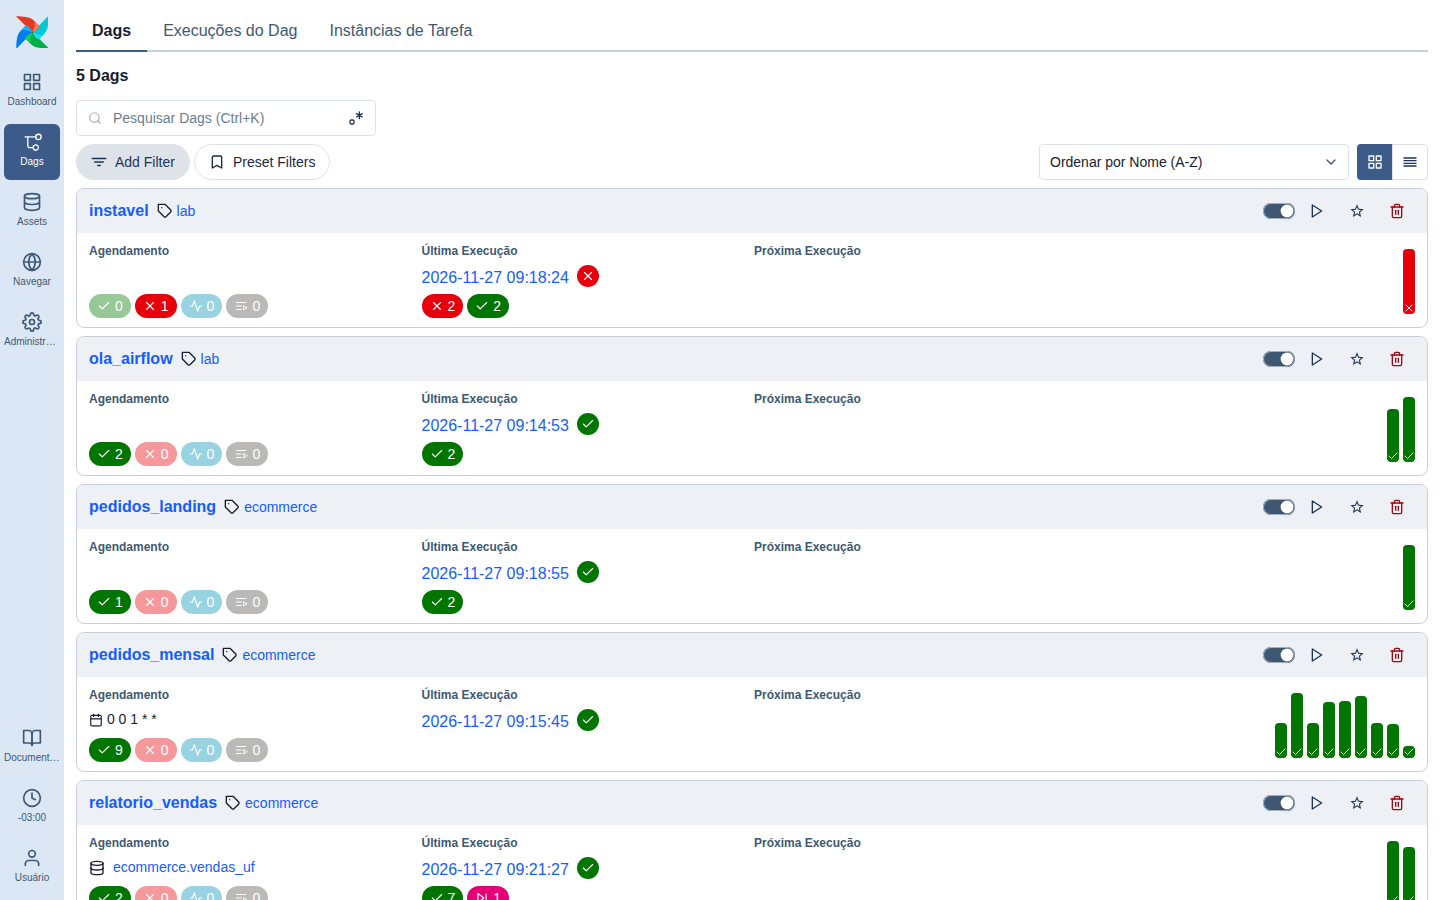 Dags
Execuções do Dag
Instâncias de Tarefa
5 Dags
Pesquisar Dags (Ctrl+K)
Add Filter
Preset Filters
Ordenar por Nome (A-Z)
Dashboard
Dags
Assets
Navegar
Administr…
Document…
-03:00
Usuário
instavel lab
Agendamento Última Execução Próxima Execução
2026-11-27 09:18:24
0 1 0 0 2 2
ola_airflow lab
Agendamento Última Execução Próxima Execução
2026-11-27 09:14:53
2 0 0 0 2
pedidos_landing ecommerce
Agendamento Última Execução Próxima Execução
2026-11-27 09:18:55
1 0 0 0 2
pedidos_mensal ecommerce
Agendamento Última Execução Próxima Execução
0 0 1 * * 2026-11-27 09:15:45
9 0 0 0
relatorio_vendas ecommerce
Agendamento Última Execução Próxima Execução
ecommerce.vendas_uf 2026-11-27 09:21:27
2 0 0 0 7 1